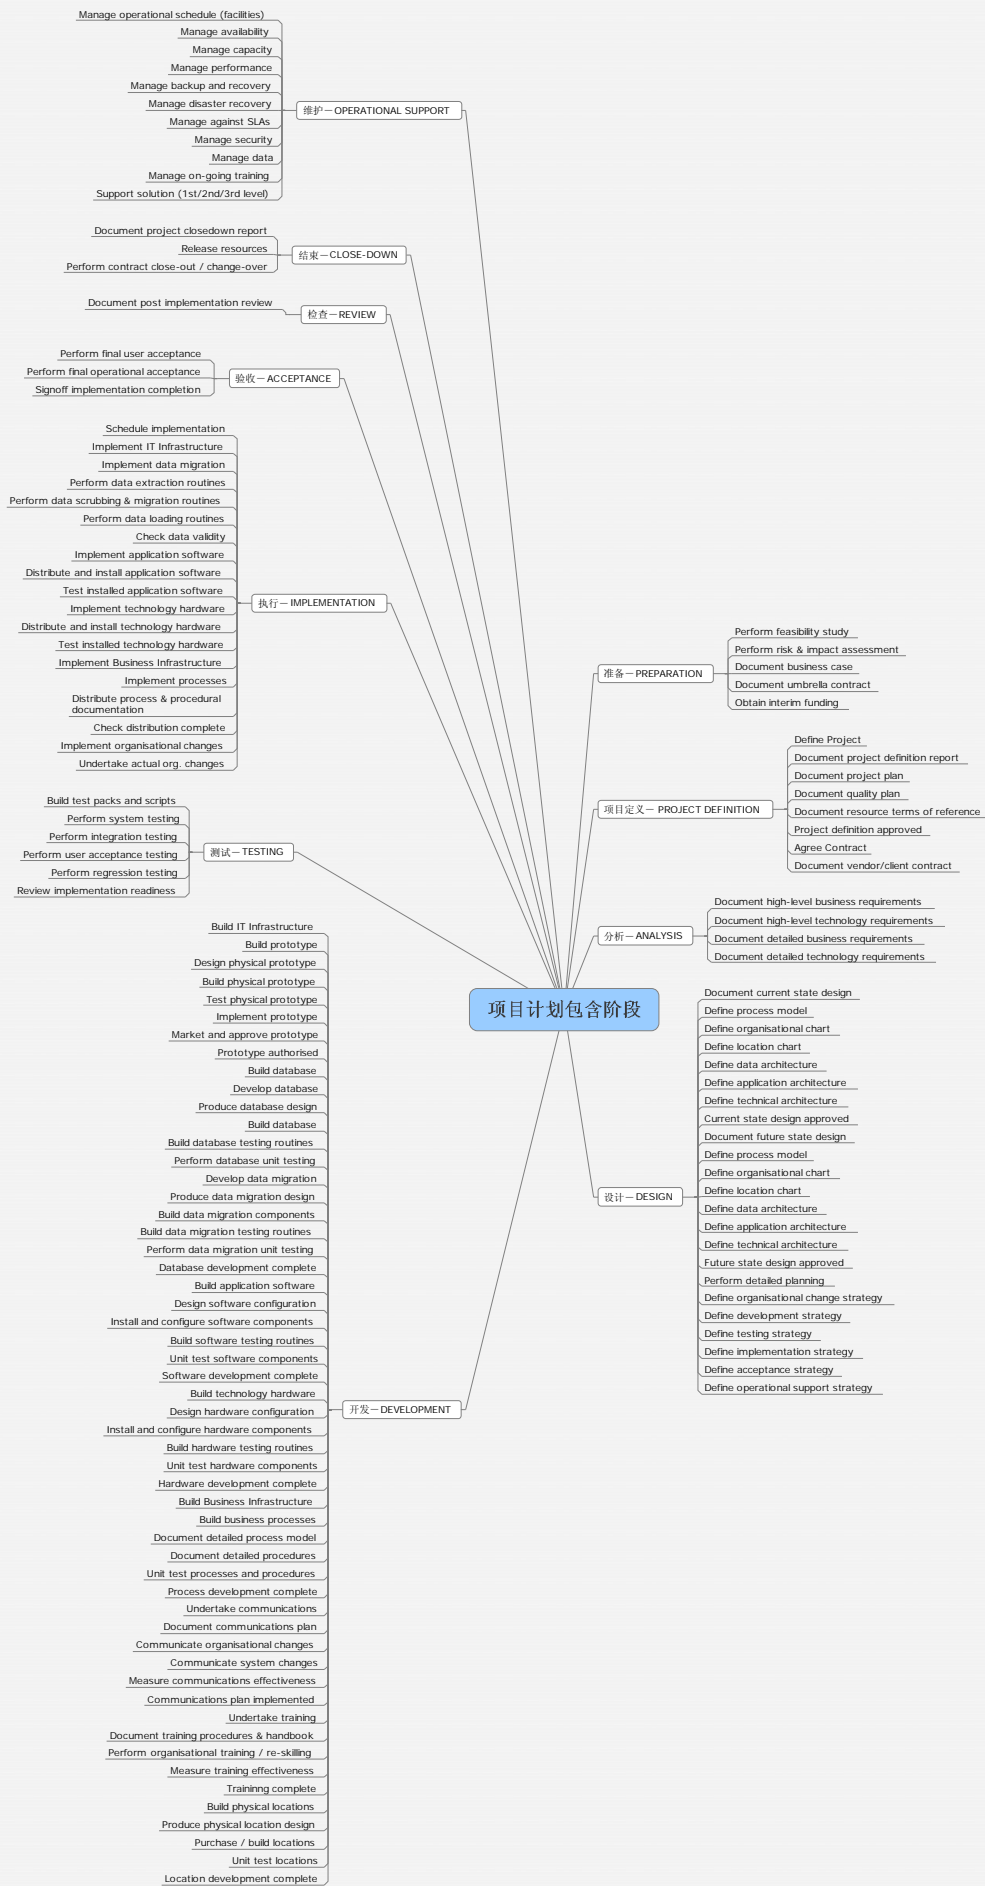 Manage operational schedule (facilities)
Manage availability
Manage capacity
Manage performance
Manage backup and recovery
Manage disaster recovery
Manage against SLAs
Manage security
Manage data
Manage on-going training
Support solution (1st/2nd/3rd level)
维护－OPERATIONAL SUPPORT
Document project closedown report
Release resources
Perform contract close-out / change-over
结束－CLOSE-DOWN
Document post implementation review
检查－REVIEW
Perform final user acceptance
Perform final operational acceptance
Signoff implementation completion
验收－ACCEPTANCE
Schedule implementation
Implement IT Infrastructure
Implement data migration
Perform data extraction routines
Perform data scrubbing & migration routines
Perform data loading routines
Check data validity
Implement application software
Distribute and install application software
Test installed application software
Implement technology hardware
Distribute and install technology hardware
Test installed technology hardware
Implement Business Infrastructure
Implement processes
Distribute process & procedural
documentation
Check distribution complete
Implement organisational changes
Undertake actual org. changes
执行－IMPLEMENTATION
Build test packs and scripts
Perform system testing
Perform integration testing
Perform user acceptance testing
Perform regression testing
Review implementation readiness
测试－TESTING
Build IT Infrastructure
Build prototype
Design physical prototype
Build physical prototype
Test physical prototype
Implement prototype
Market and approve prototype
Prototype authorised
Build database
Develop database
Produce database design
Build database
Build database testing routines
Perform database unit testing
Develop data migration
Produce data migration design
Build data migration components
Build data migration testing routines
Perform data migration unit testing
Database development complete
Build application software
Design software configuration
Install and configure software components
Build software testing routines
Unit test software components
Software development complete
Build technology hardware
Design hardware configuration
Install and configure hardware components
Build hardware testing routines
Unit test hardware components
Hardware development complete
Build Business Infrastructure
Build business processes
Document detailed process model
Document detailed procedures
Unit test processes and procedures
Process development complete
Undertake communications
Document communications plan
Communicate organisational changes
Communicate system changes
Measure communications effectiveness
Communications plan implemented
Undertake training
Document training procedures & handbook
Perform organisational training / re-skilling
Measure training effectiveness
Traininng complete
Build physical locations
Produce physical location design
Purchase / build locations
Unit test locations
Location development complete
开发－DEVELOPMENT
项目计划包含阶段
准备－PREPARATION
Perform feasibility study
Perform risk & impact assessment
Document business case
Document umbrella contract
Obtain interim funding
项目定义－ PROJECT DEFINITION
Define Project
Document project definition report
Document project plan
Document quality plan
Document resource terms of reference
Project definition approved
Agree Contract
Document vendor/client contract
分析－ANALYSIS
Document high-level business requirements
Document high-level technology requirements
Document detailed business requirements
Document detailed technology requirements
设计－DESIGN
Document current state design
Define process model
Define organisational chart
Define location chart
Define data architecture
Define application architecture
Define technical architecture
Current state design approved
Document future state design
Define process model
Define organisational chart
Define location chart
Define data architecture
Define application architecture
Define technical architecture
Future state design approved
Perform detailed planning
Define organisational change strategy
Define development strategy
Define testing strategy
Define implementation strategy
Define acceptance strategy
Define operational support strategy